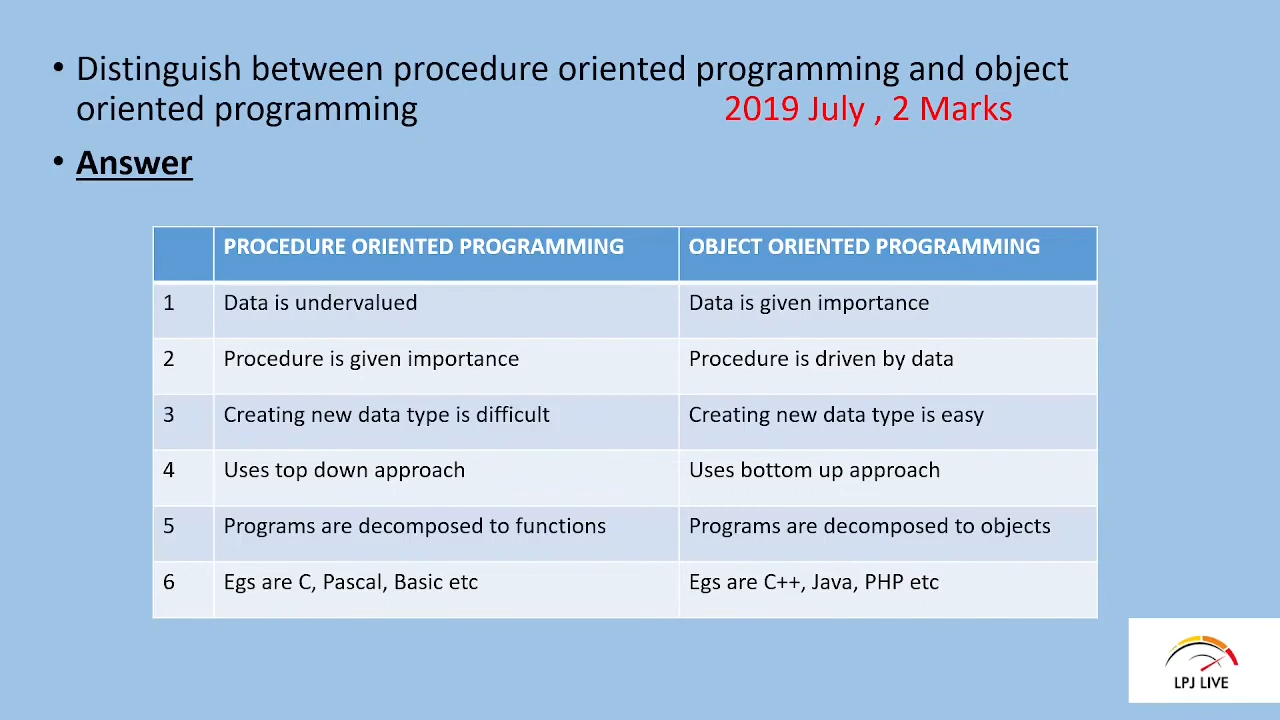 • Distinguish between procedure oriented programming and object
oriented programming 2019 July , 2 Marks
• Answer
PROCEDURE ORIENTED PROGRAMMING OBJECT ORIENTED PROGRAMMING
1 Data is undervalued Data is given importance
2 Procedure is given importance Procedure is driven by data
3 Creating new data type is difficult Creating new data type is easy
4 Uses top down approach Uses bottom up approach
5 Programs are decomposed to functions Programs are decomposed to objects
6 Egs are C, Pascal, Basic etc Egs are C++, Java, PHP etc
LPJ LIVE